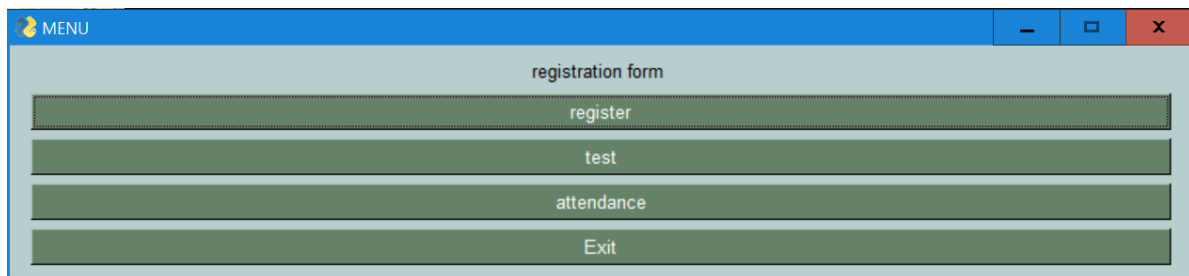 MENU
registration form
register
test
attendance
Exit